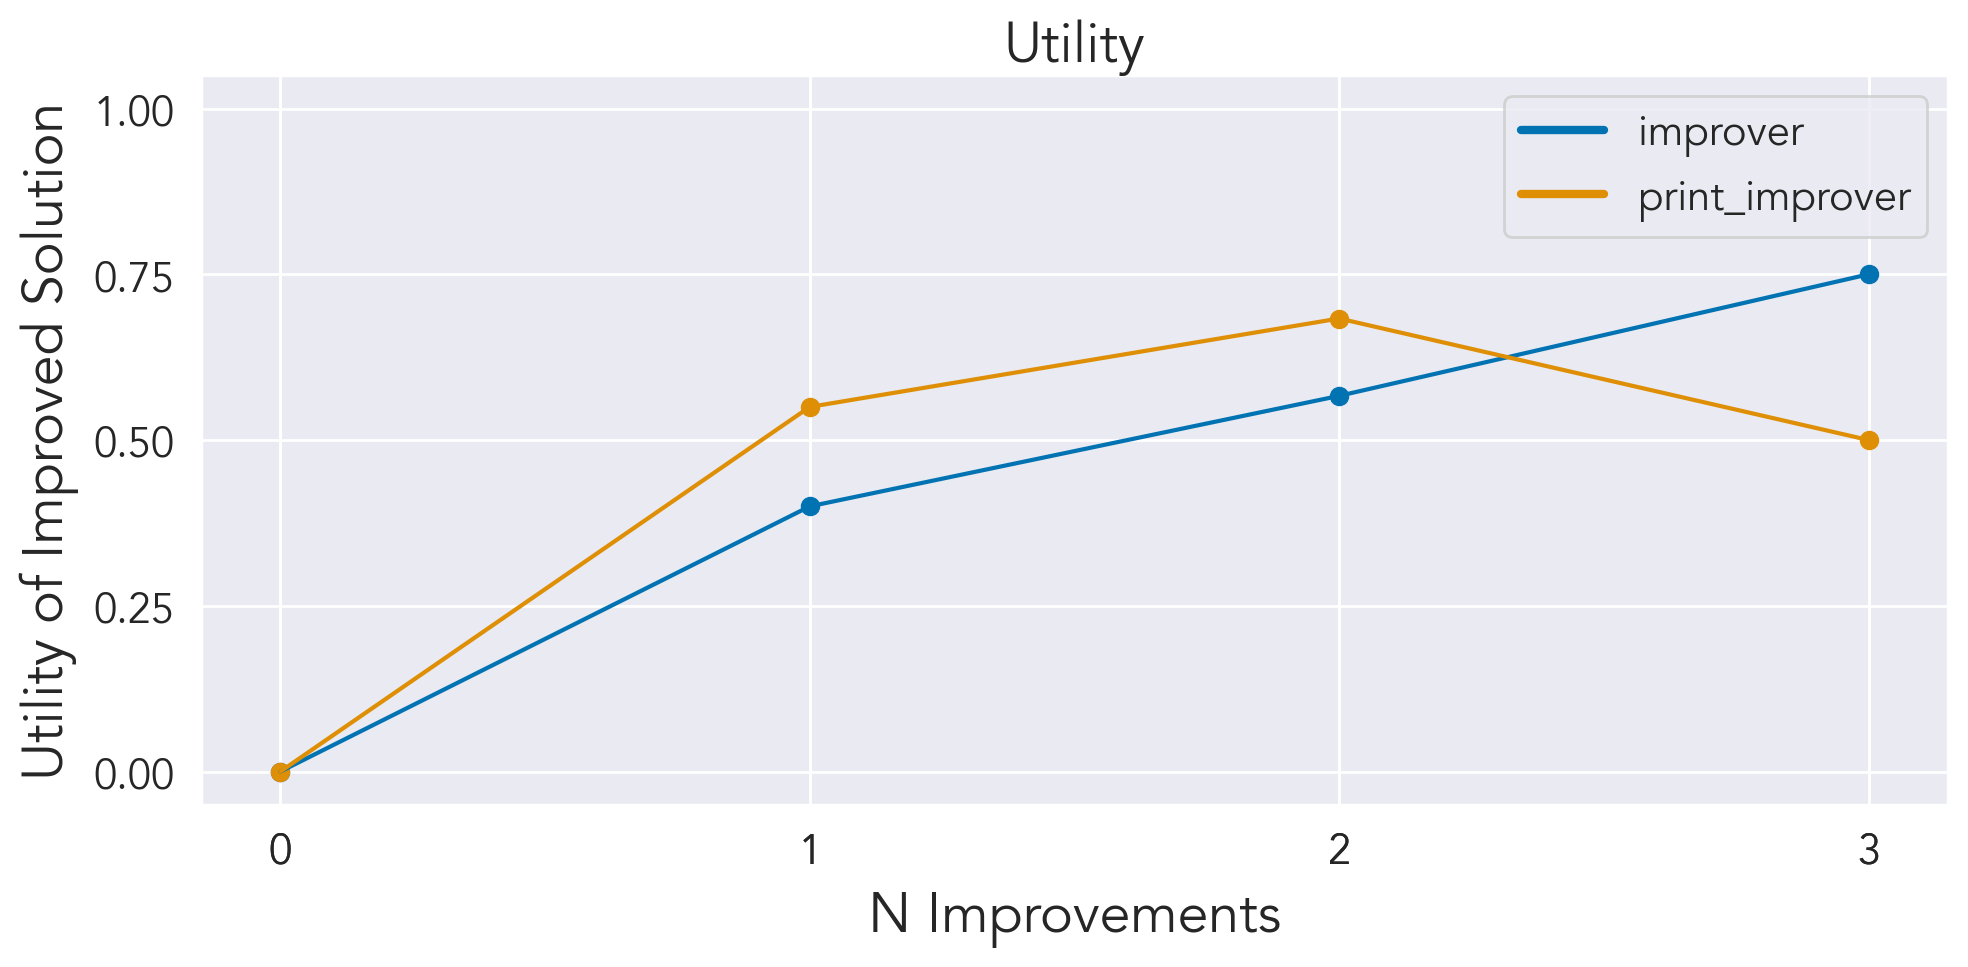 Utility
Utility of Improved Solution
1.00
0.75
0.50
0.25
0.00
improver
print_improver
0 1 2 3
N Improvements